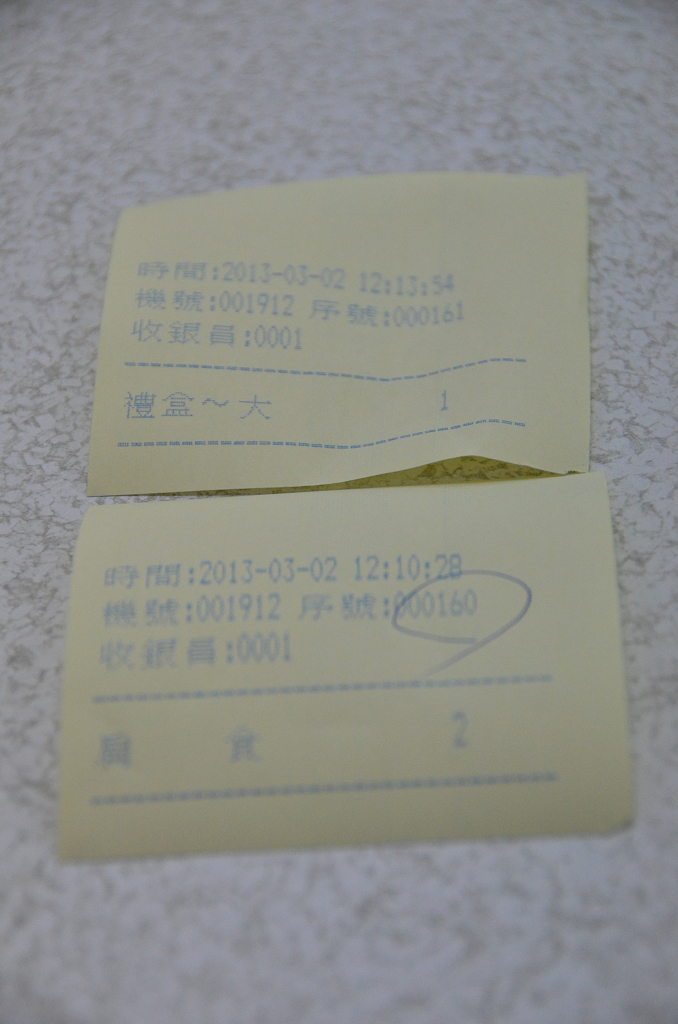 時間:2013-03-02 12:13:54
機號:001912 序號:000161
收銀員:0001
禮盒～大 1
時間:2013-03-02 12:10:28
機號:001912 序號:000160
收銀員:0001
食 2